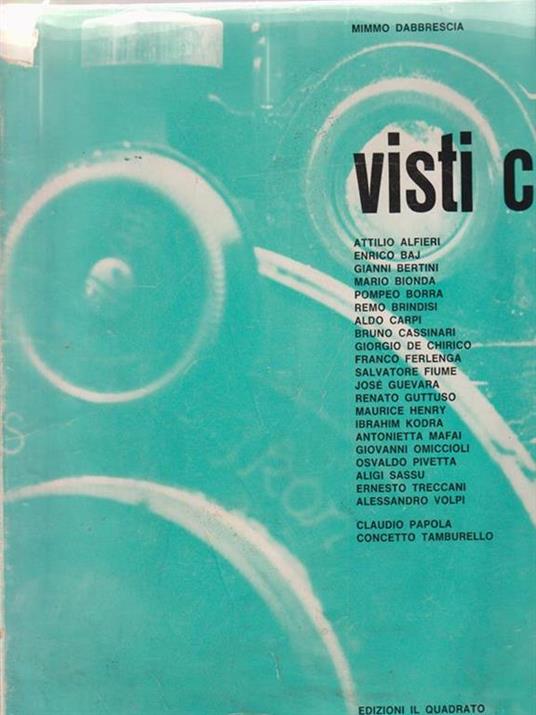 MIMMO DABBRESCIA
visti c
ATTILIO ALFIERI
ENRICO BAJ
GIANNI BERTINI
MARIO BIONDA
POMPEO BORRA
REMO BRINDISI
ALDO CARPI
BRUNO CASSINARI
GIORGIO DE CHIRICO
FRANCO FERLENGA
SALVATORE FIUME
JOSÉ GUEVARA
RENATO GUTTUSO
MAURICE HENRY
IBRAHIM KODRA
ANTONIETTA MAFAI
GIOVANNI OMICCIOLI
OSVALDO PIVETTA
ALIGI SASSU
ERNESTO TRECCANI
ALESSANDRO VOLPI
CLAUDIO PAPOLA
CONCETTO TAMBURELLO
EDIZIONI IL QUADRATO